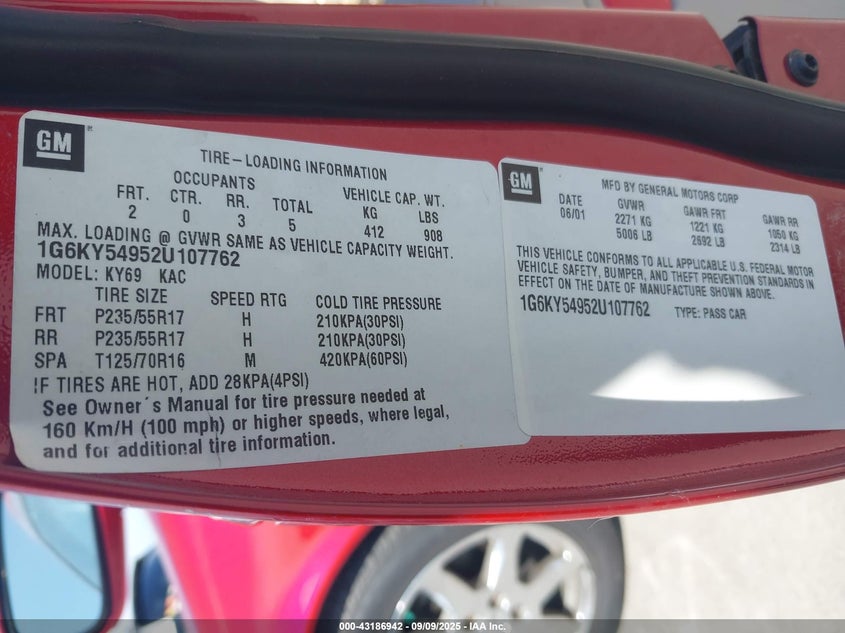 GM
TIRE-LOADING INFORMATION
OCCUPANTS VEHICLE CAP. WT.
FRT. CTR. RR. TOTAL KG LBS
2 0 3 5 412 908
MAX. LOADING @ GVWR SAME AS VEHICLE CAPACITY WEIGHT.
1G6KY54952U107762
MODEL: KY69 KAC
TIRE SIZE SPEED RTG COLD TIRE PRESSURE
FRT P235/55R17 H 210KPA(30PSI)
RR P235/55R17 H 210KPA(30PSI)
SPA T125/70R16 M 420KPA(60PSI)
IF TIRES ARE HOT, ADD 28KPA(4PSI)
See Owner´s Manual for tire pressure needed at
160 Km/H (100 mph) or higher speeds, where legal,
and for additional tire information.
GM
MFD BY GENERAL MOTORS CORP
DATE GVWR GAWR FRT GAWR RR
06/01 2271 KG 1221 KG 1050 KG
5006 LB 2692 LB 2314 LB
THIS VEHICLE CONFORMS TO ALL APPLICABLE U.S. FEDERAL MOTOR
VEHICLE SAFETY, BUMPER, AND THEFT PREVENTION STANDARDS IN
EFFECT ON THE DATE OF MANUFACTURE SHOWN ABOVE.
1G6KY54952U107762 TYPE: PASS CAR
000-43186942 - 09/09/2025 - IAA Inc.